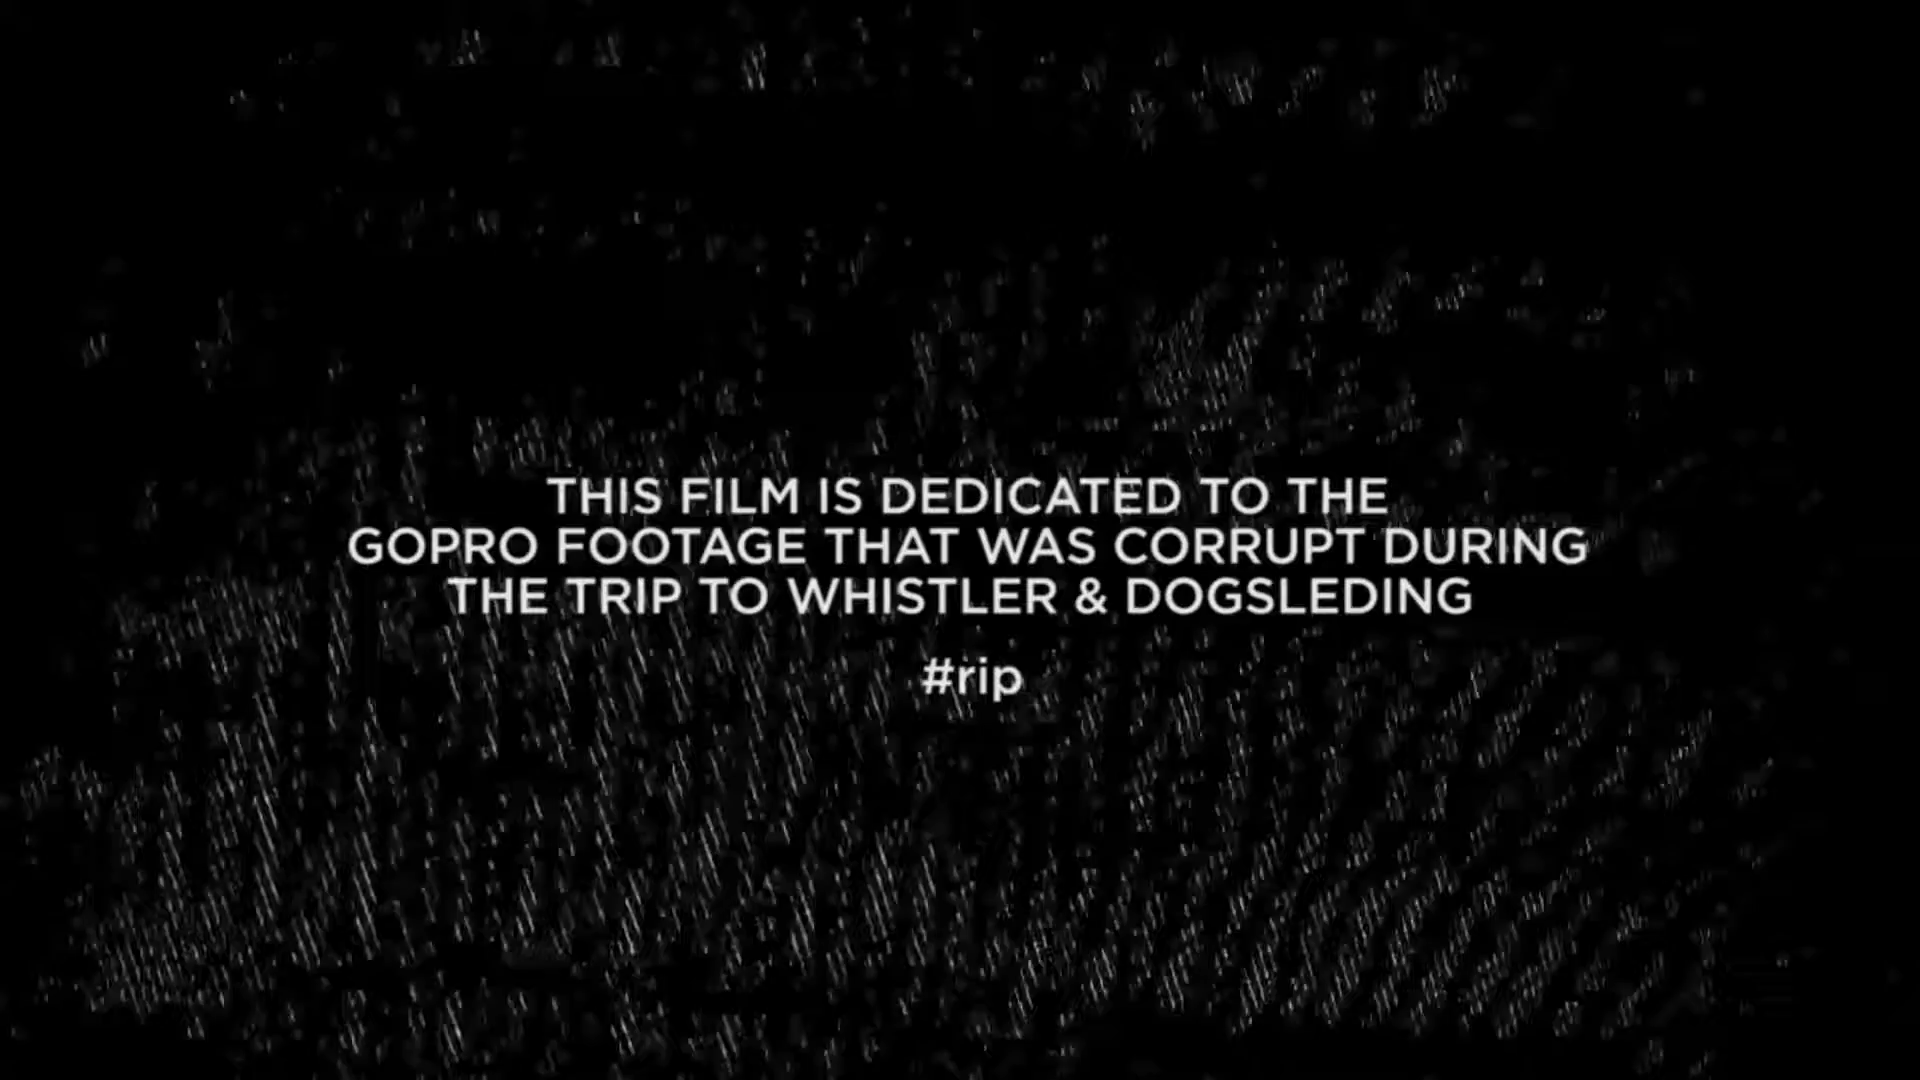 THIS FILM IS DEDICATED TO THE
GOPRO FOOTAGE THAT WAS CORRUPT DURING
THE TRIP TO WHISTLER & DOGSLEDING
#rip